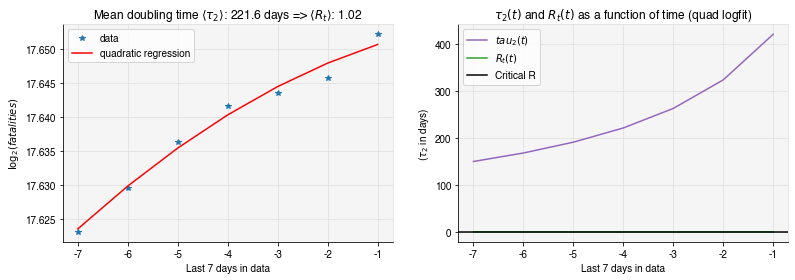 Mean doubling time ⟨τ₂⟩: 221.6 days => ⟨Rₜ⟩: 1.02
data
quadratic regression
log₂(fatalities)
17.650
17.645
17.640
17.635
17.630
17.625
-7 -6 -5 -4 -3 -2 -1
Last 7 days in data
τ₂(t) and Rₜ(t) as a function of time (quad logfit)
tau₂(t)
Rₜ(t)
Critical R
(τ₂ in days)
400
300
200
100
0
-7 -6 -5 -4 -3 -2 -1
Last 7 days in data